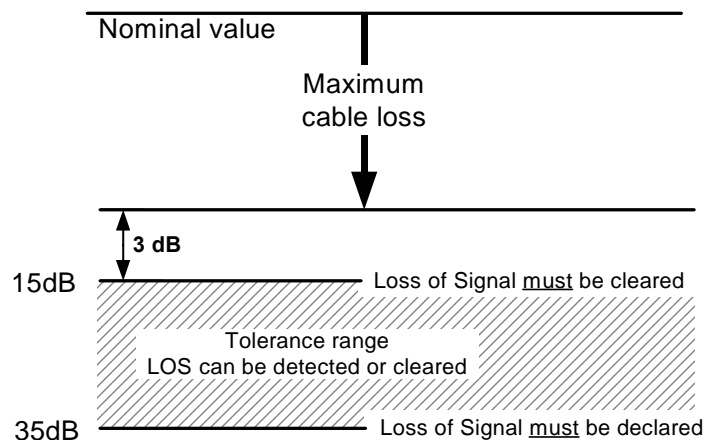 Nominal value
Maximum
cable loss
3 dB
15dB
Loss of Signal must be cleared
Tolerance range
LOS can be detected or cleared
35dB
Loss of Signal must be declared